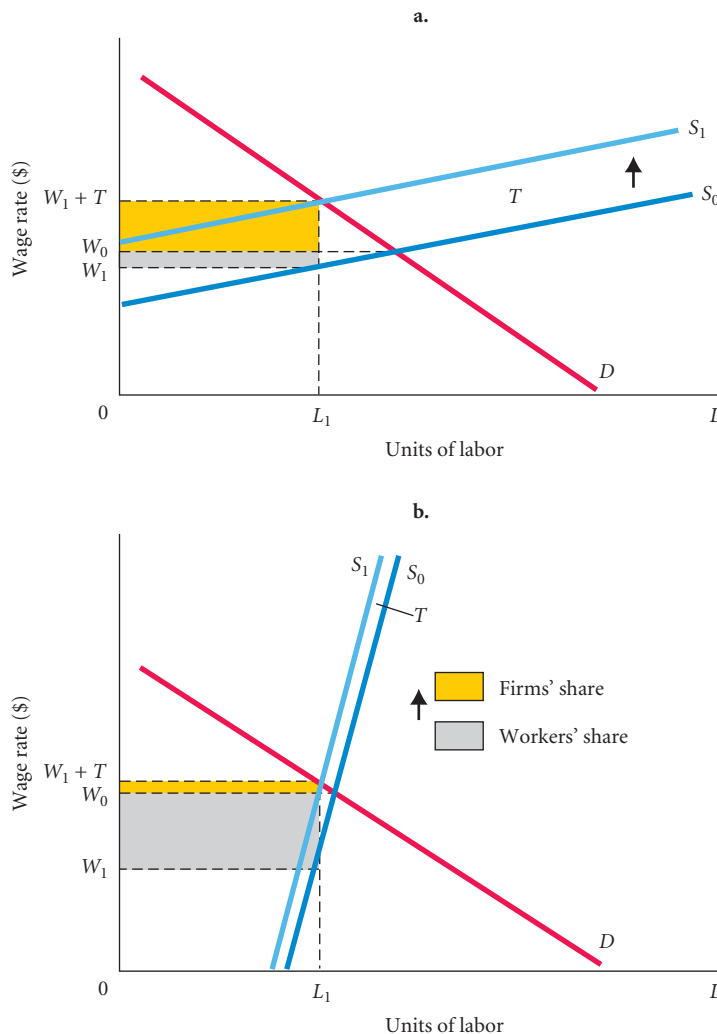 a.
Wage rate ($)
S1
S0
T
W1 + T
W0
W1
D
0
L1
L
Units of labor
b.
Wage rate ($)
S1
S0
T
Firms' share
Workers' share
W1 + T
W0
W1
D
0
L1
L
Units of labor